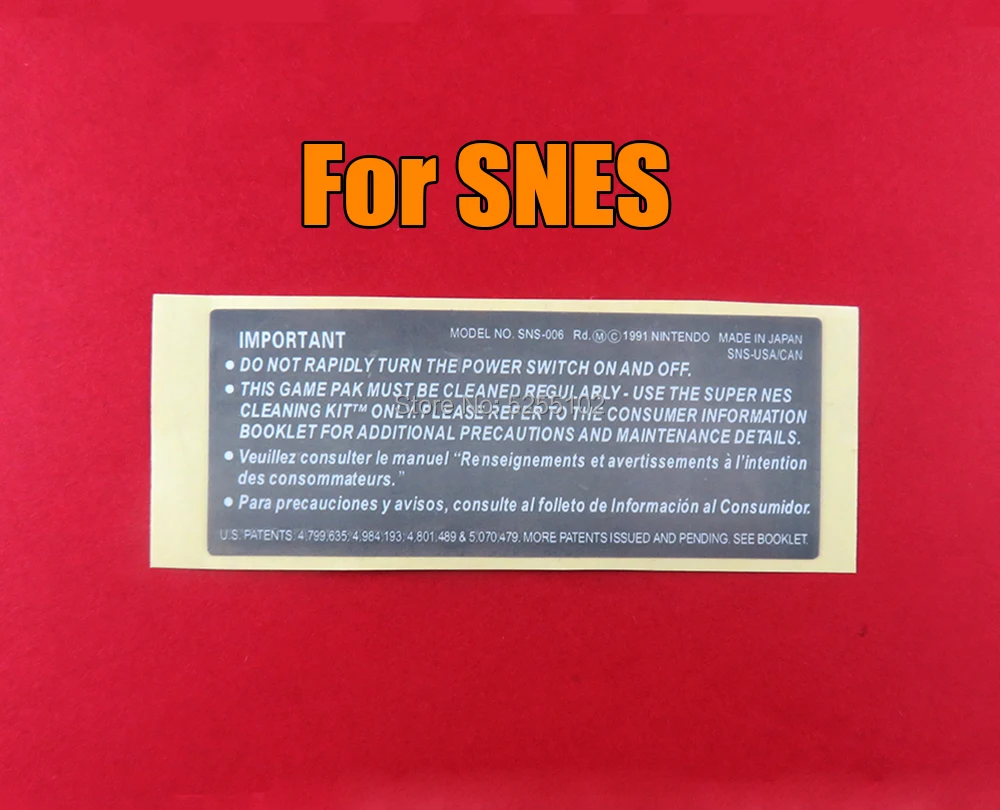 For SNES
IMPORTANT
MODEL NO. SNS-006 Rd. Ⓜ © 1991 NINTENDO MADE IN JAPAN
SNS-USA/CAN
• DO NOT RAPIDLY TURN THE POWER SWITCH ON AND OFF.
• THIS GAME PAK MUST BE CLEANED REGULARLY - USE THE SUPER NES
CLEANING KIT™ ONLY. PLEASE REFER TO THE CONSUMER INFORMATION
BOOKLET FOR ADDITIONAL PRECAUTIONS AND MAINTENANCE DETAILS.
Store No: 5255102
• Veuillez consulter le manuel “Renseignements et avertissements à l'intention
des consommateurs.”
• Para precauciones y avisos, consulte al folleto de Información al Consumidor.
U.S. PATENTS: 4,799,635; 4,984,193; 4,801,489 & 5,070,479. MORE PATENTS ISSUED AND PENDING. SEE BOOKLET.